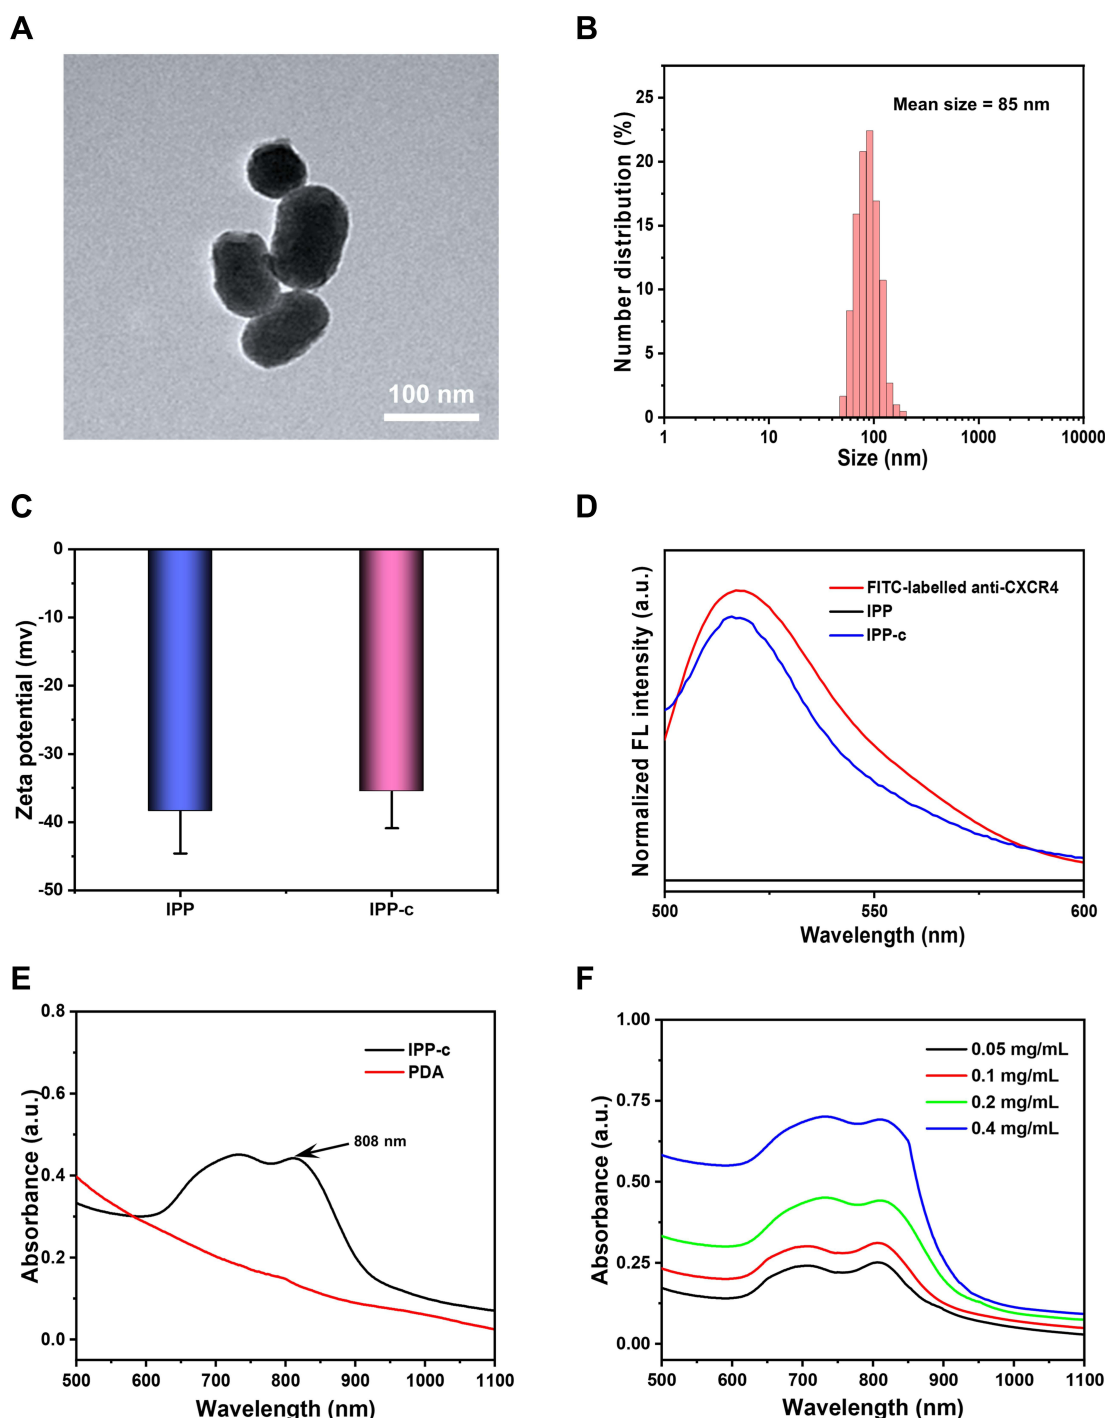 A
100 nm
B
Mean size = 85 nm
Number distribution (%)
25
20
15
10
5
0
1
10
100
1000
10000
Size (nm)
C
Zeta potential (mv)
0
-10
-20
-30
-40
-50
IPP
IPP-c
D
Normalized FL intensity (a.u.)
FITC-labelled anti-CXCR4
IPP
IPP-c
500
550
600
Wavelength (nm)
E
Absorbance (a.u.)
0.8
0.6
0.4
0.2
0.0
IPP-c
PDA
808 nm
500
600
700
800
900
1000
1100
Wavelength (nm)
F
Absorbance (a.u.)
1.00
0.75
0.50
0.25
0.00
0.05 mg/mL
0.1 mg/mL
0.2 mg/mL
0.4 mg/mL
500
600
700
800
900
1000
1100
Wavelength (nm)